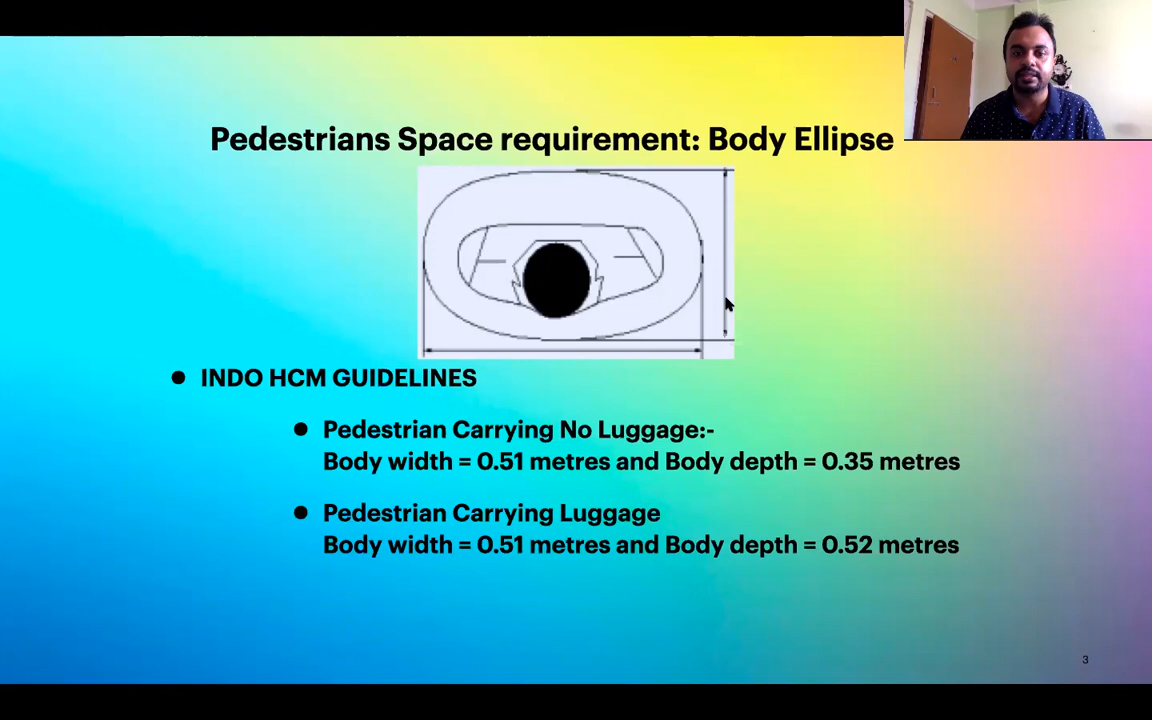 Pedestrians Space requirement: Body Ellipse
● INDO HCM GUIDELINES
● Pedestrian Carrying No Luggage:-
Body width = 0.51 metres and Body depth = 0.35 metres
● Pedestrian Carrying Luggage
Body width = 0.51 metres and Body depth = 0.52 metres
3